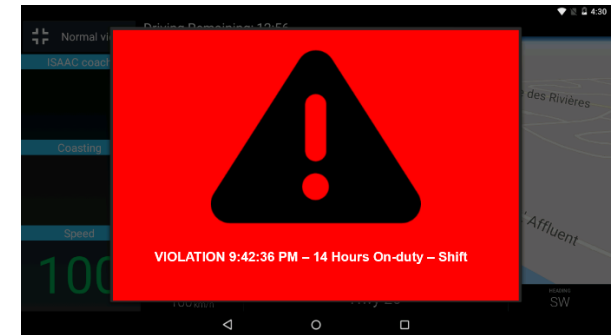 4:30
Driving Remaining: 12:56
Normal vi
ISAAC coach
des Rivières
Coasting
Affluent
Speed
VIOLATION 9:42:36 PM – 14 Hours On-duty – Shift
100
HEADING
SW